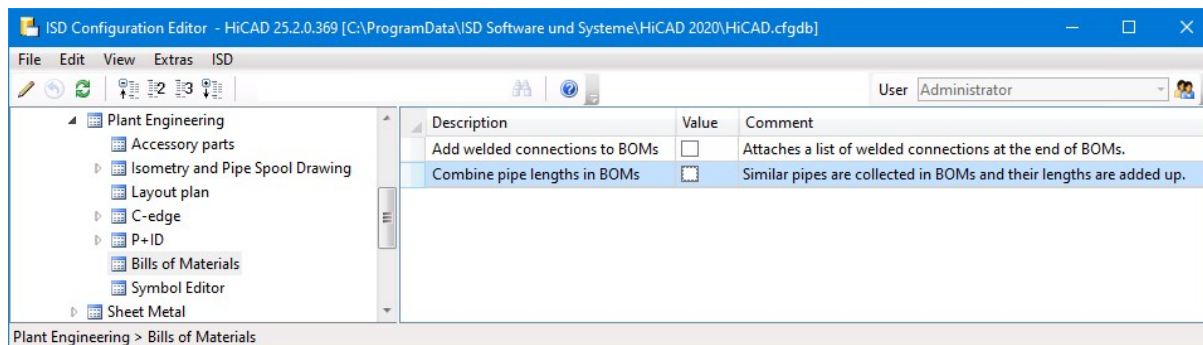 ISD Configuration Editor - HiCAD 25.2.0.369 [C:\ProgramData\ISD Software und Systeme\HiCAD 2020\HiCAD.cfgdb]
File Edit View Extras ISD
2 3 User Administrator
Plant Engineering
Accessory parts
Isometry and Pipe Spool Drawing
Layout plan
C-edge
P+ID
Bills of Materials
Symbol Editor
Sheet Metal
Description Value Comment
Add welded connections to BOMs Attaches a list of welded connections at the end of BOMs.
Combine pipe lengths in BOMs Similar pipes are collected in BOMs and their lengths are added up.
Plant Engineering > Bills of Materials